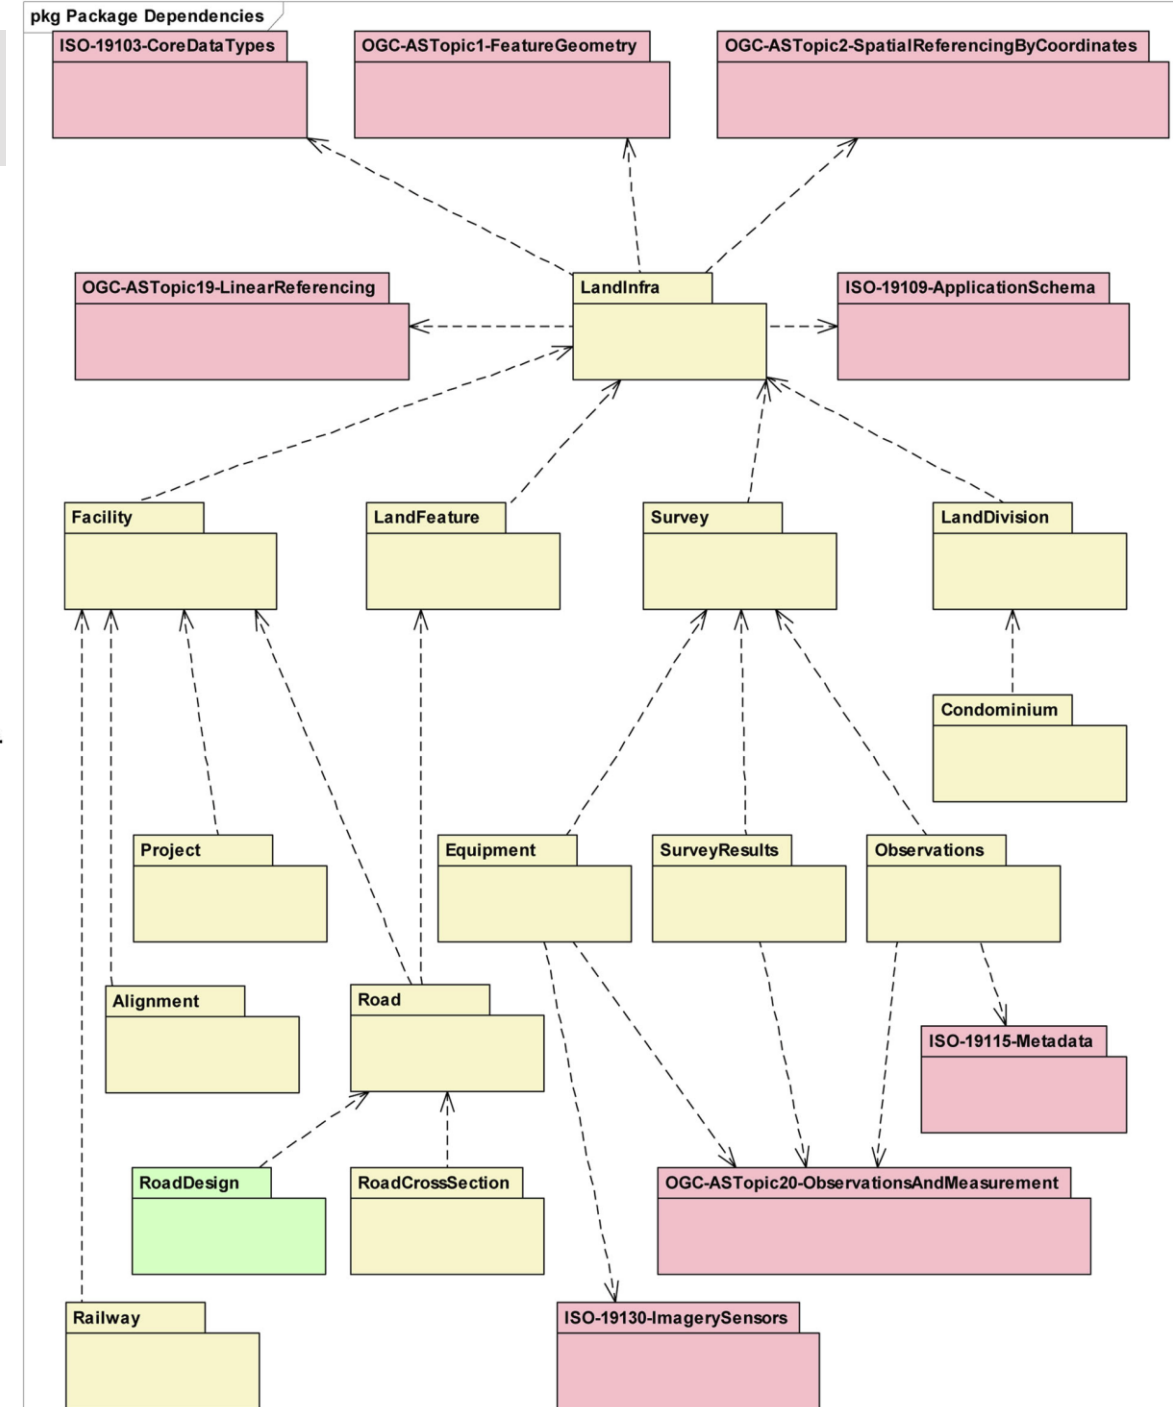 pkg Package Dependencies
ISO-19103-CoreDataTypes
OGC-ASTopic1-FeatureGeometry
OGC-ASTopic2-SpatialReferencingByCoordinates
OGC-ASTopic19-LinearReferencing
LandInfra
ISO-19109-ApplicationSchema
Facility
LandFeature
Survey
LandDivision
Condominium
Project
Equipment
SurveyResults
Observations
Alignment
Road
ISO-19115-Metadata
RoadDesign
RoadCrossSection
OGC-ASTopic20-ObservationsAndMeasurement
Railway
ISO-19130-ImagerySensors